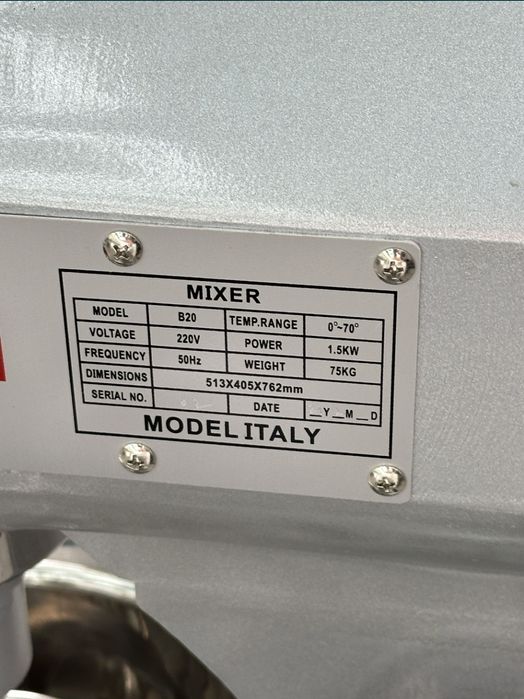 MIXER
MODEL B20 TEMP.RANGE 0°~70°
VOLTAGE 220V POWER 1.5KW
FREQUENCY 50Hz WEIGHT 75KG
DIMENSIONS 513X405X762mm
SERIAL NO. DATE __Y__M__D
MODEL ITALY